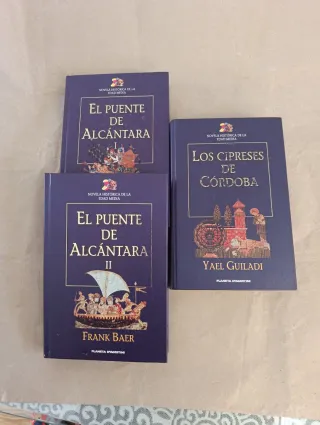 NOVELA HISTÓRICA DE LA
EDAD MEDIA
EL PUENTE
DE
ALCÁNTARA
NOVELA HISTÓRICA DE LA
EDAD MEDIA
EL PUENTE
DE
ALCÁNTARA
II
FRANK BAER
PLANETA DEAGOSTINI
NOVELA HISTÓRICA DE LA
EDAD MEDIA
LOS CIPRESES
DE
CÓRDOBA
YAEL GUILADI
PLANETA DEAGOSTINI